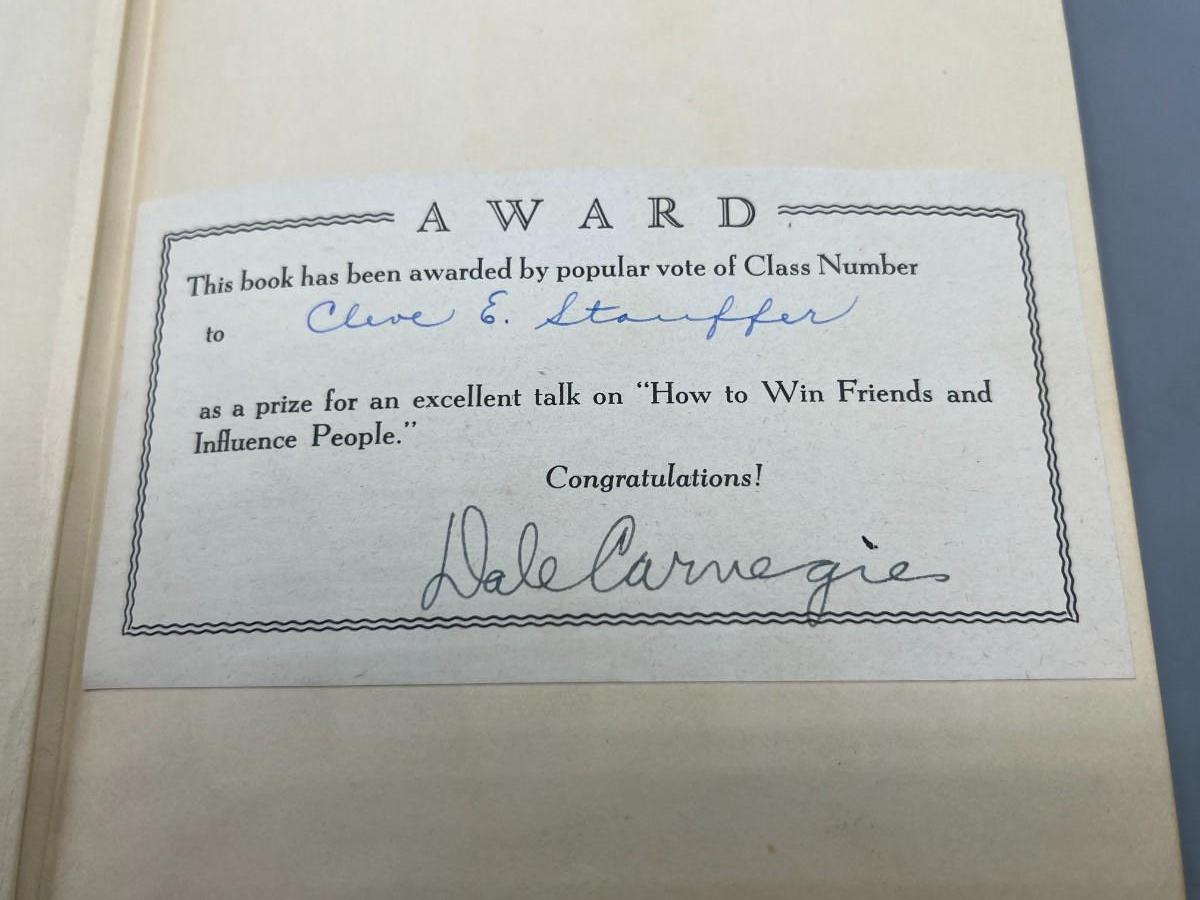 AWARD
This book has been awarded by popular vote of Class Number
to Cleve E. Stauffer
as a prize for an excellent talk on “How to Win Friends and
Influence People.”
Congratulations!
Dale Carnegie